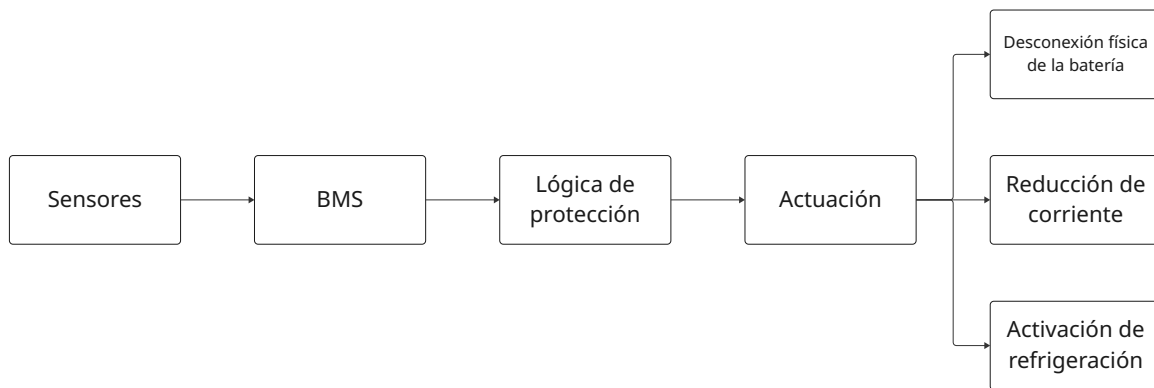 Sensores
BMS
Lógica de
protección
Actuación
Desconexión física
de la batería
Reducción de
corriente
Activación de
refrigeración